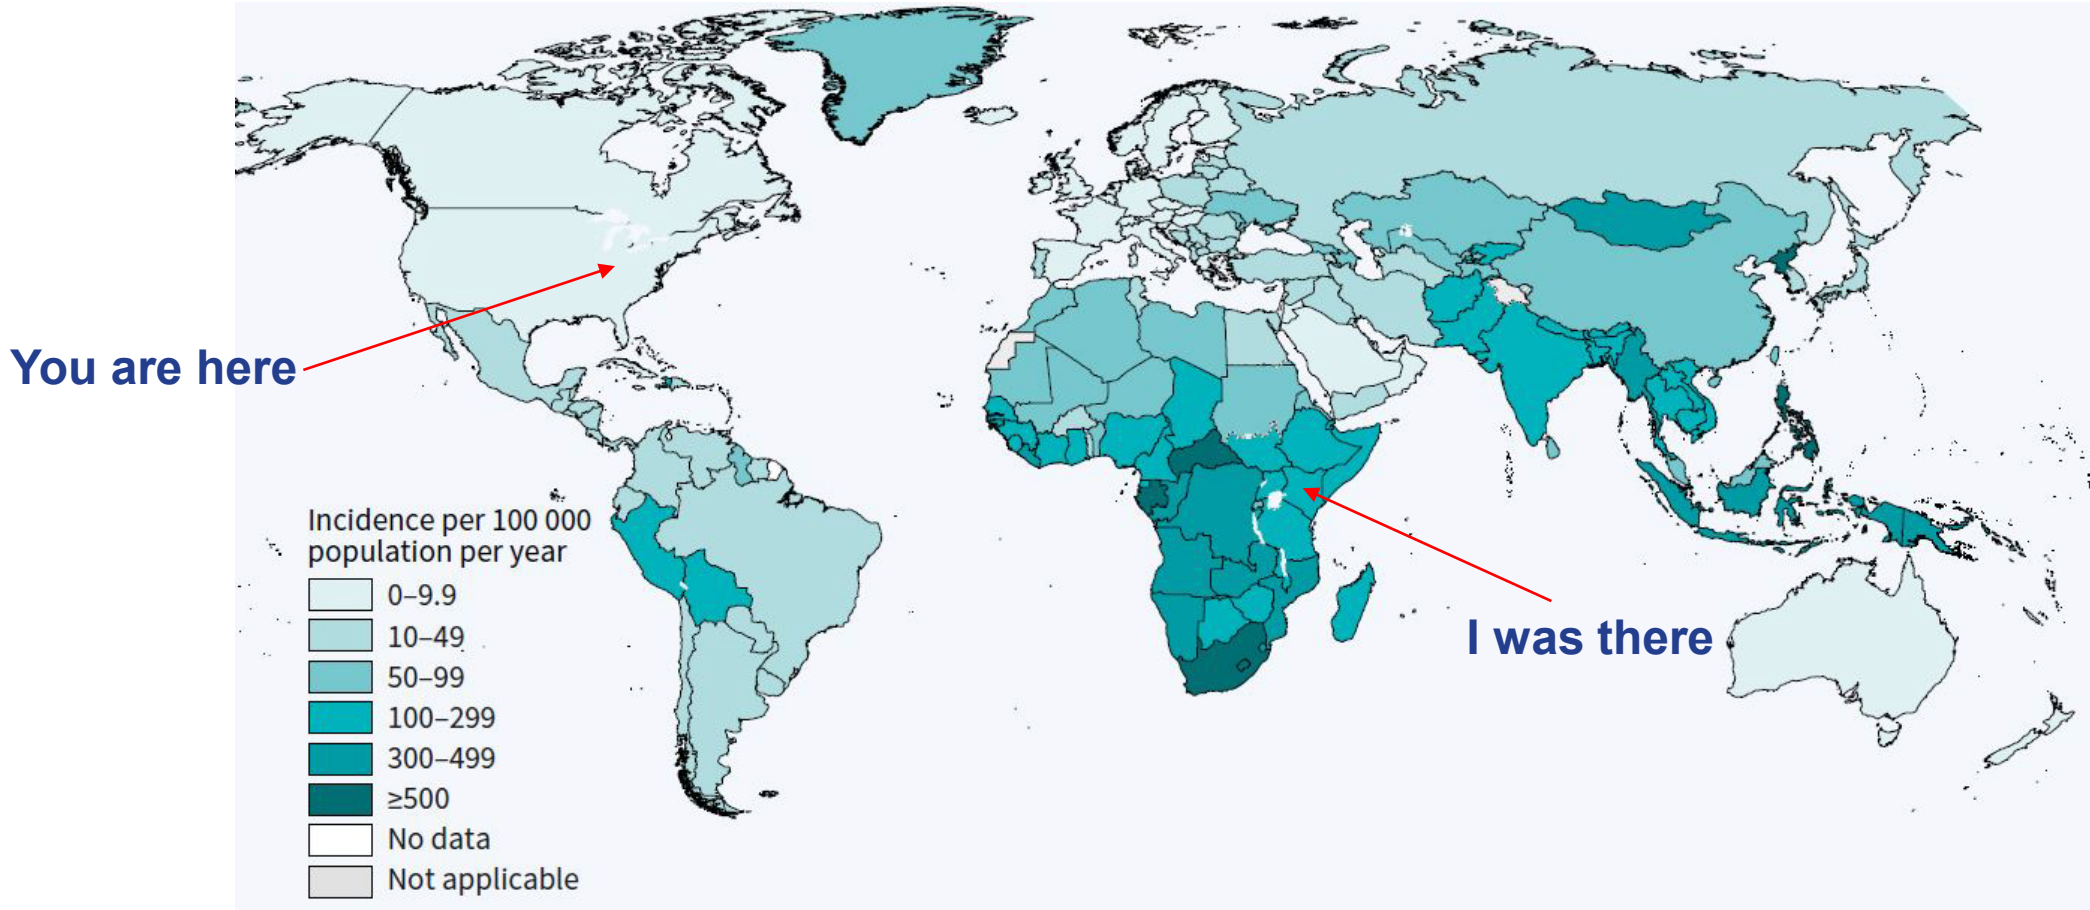 You are here
I was there
Incidence per 100 000
population per year
0–9.9
10–49
50–99
100–299
300–499
≥500
No data
Not applicable